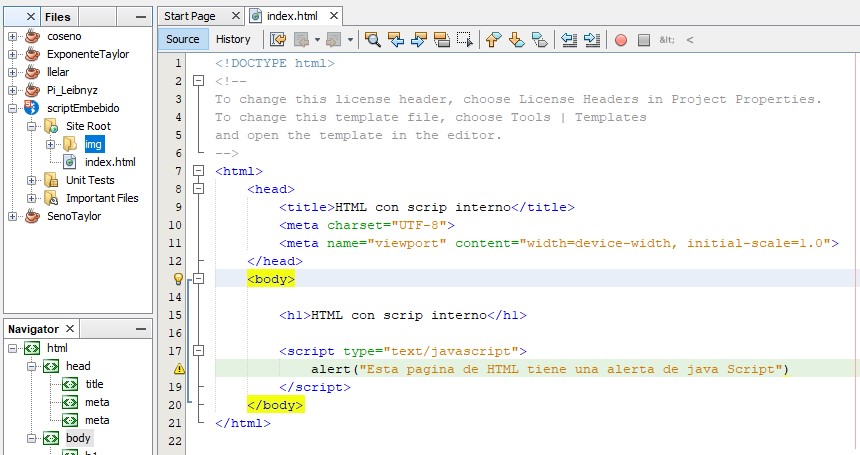 Files
coseno
ExponenteTaylor
llelar
Pi_Leibnyz
scriptEmbebido
Site Root
img
index.html
Unit Tests
Important Files
SenoTaylor
Navigator
html
head
title
meta
meta
body
Start Page
index.html
Source
History
&lt;
<
1 <!DOCTYPE html>
2 <!--
3 To change this license header, choose License Headers in Project Properties.
4 To change this template file, choose Tools | Templates
5 and open the template in the editor.
6 -->
7 <html>
8 <head>
9 <title>HTML con scrip interno</title>
10 <meta charset="UTF-8">
11 <meta name="viewport" content="width=device-width, initial-scale=1.0">
12 </head>
<body>
14
15 <h1>HTML con scrip interno</h1>
16
17 <script type="text/javascript">
alert("Esta pagina de HTML tiene una alerta de java Script")
19 </script>
20 </body>
21 </html>
22